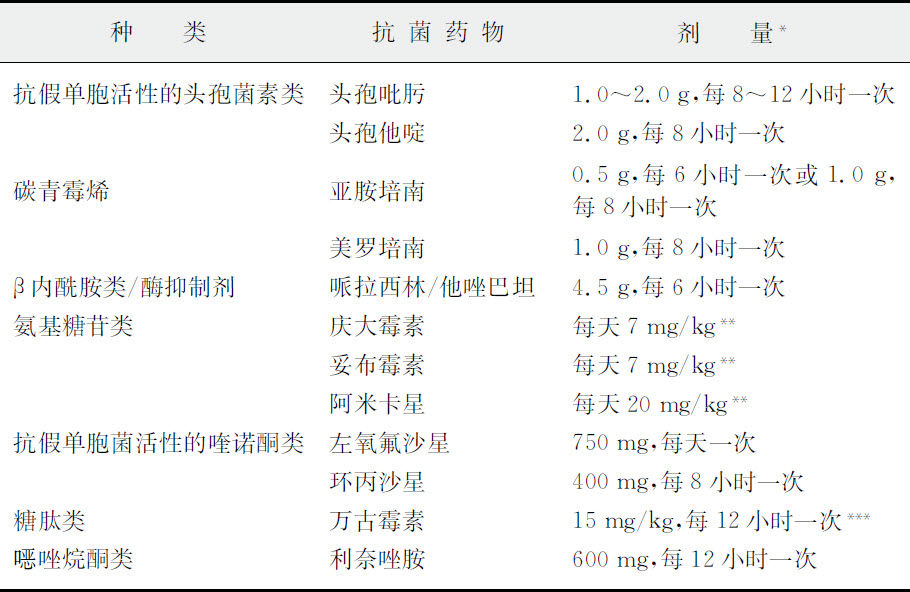 种 类 抗菌药物 剂 量*
抗假单胞活性的头孢菌素类 头孢吡肟 1.0～2.0 g,每 8～12 小时一次
头孢他啶 2.0 g,每 8 小时一次
碳青霉烯 亚胺培南 0.5 g,每 6 小时一次或 1.0 g,
每 8 小时一次
美罗培南 1.0 g,每 8 小时一次
β内酰胺类/酶抑制剂 哌拉西林/他唑巴坦 4.5 g,每 6 小时一次
氨基糖苷类 庆大霉素 每天 7 mg/kg**
妥布霉素 每天 7 mg/kg**
阿米卡星 每天 20 mg/kg**
抗假单胞菌活性的喹诺酮类 左氧氟沙星 750 mg,每天一次
环丙沙星 400 mg,每 8 小时一次
糖肽类 万古霉素 15 mg/kg,每 12 小时一次***
噁唑烷酮类 利奈唑胺 600 mg,每 12 小时一次